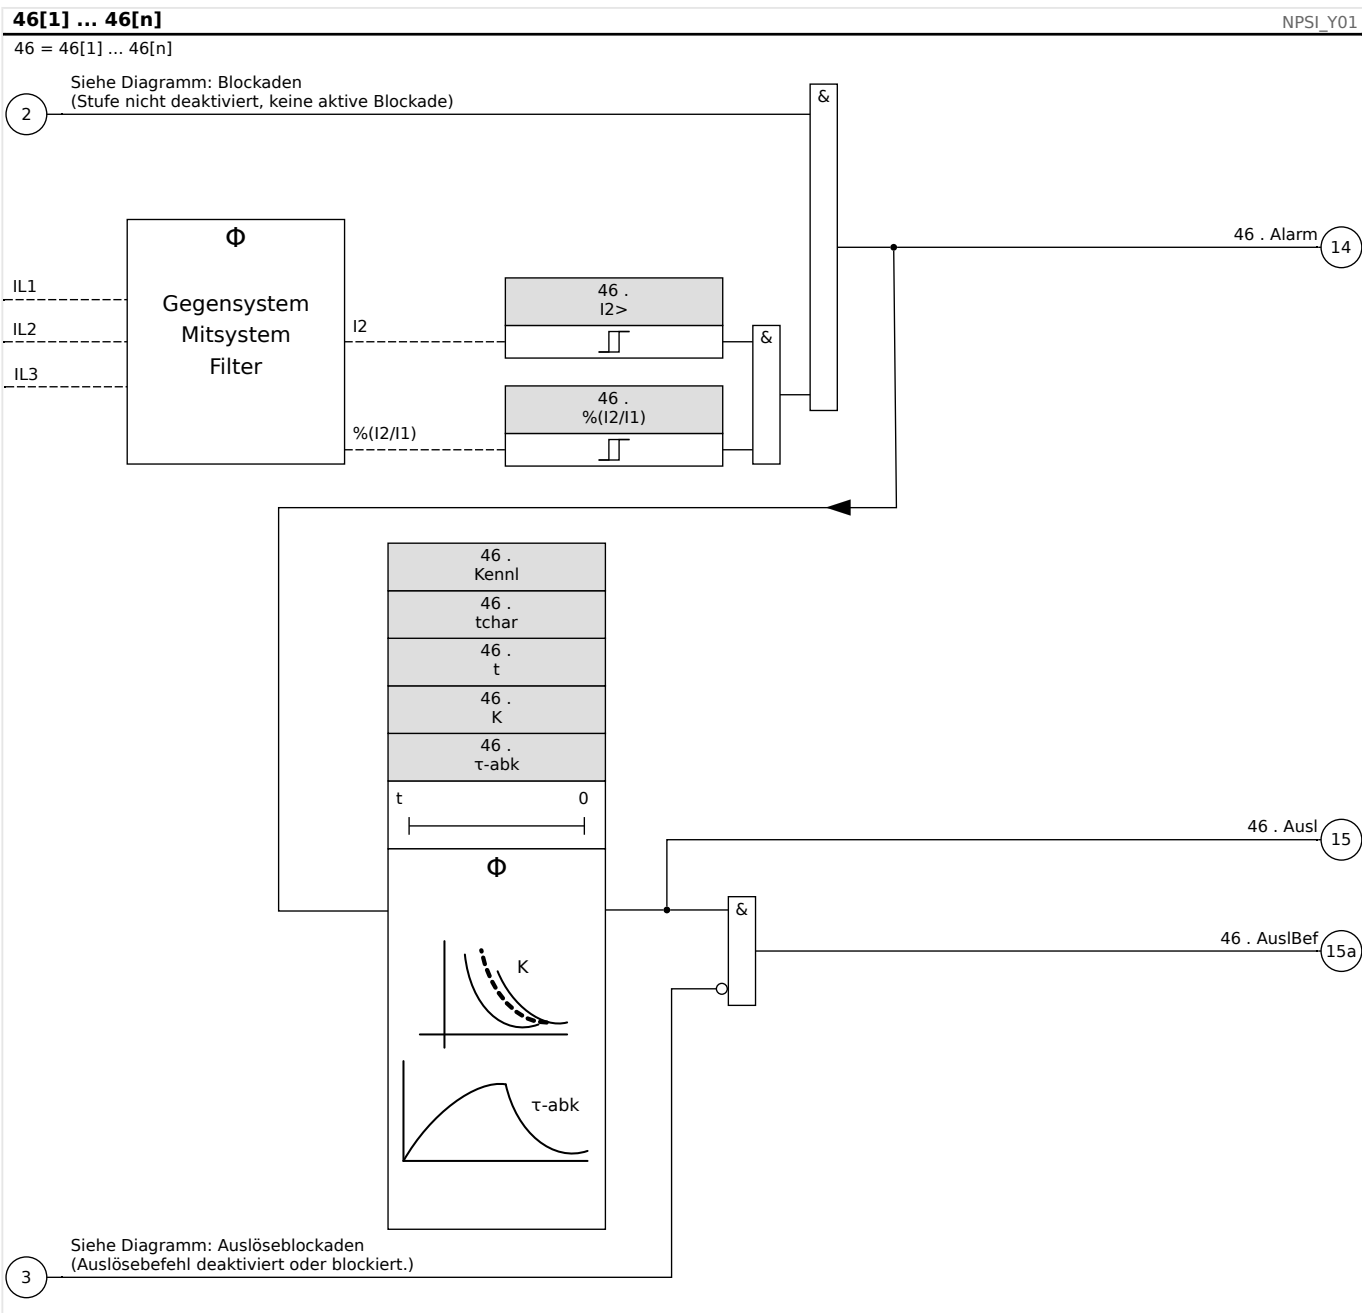 46[1] ... 46[n]
NPSI_Y01
46 = 46[1] ... 46[n]
Siehe Diagramm: Blockaden
(Stufe nicht deaktiviert, keine aktive Blockade)
2
&
Φ
Gegensystem
Mitsystem
Filter
IL1
IL2
IL3
I2
%(I2/I1)
46 .
I2>
46 .
%(I2/I1)
&
46 . Alarm
14
46 .
Kennl
46 .
tchar
46 .
t
46 .
K
46 .
τ-abk
t
0
Φ
K
τ-abk
46 . Ausl
15
&
46 . AuslBef
15a
Siehe Diagramm: Auslöseblockaden
(Auslösebefehl deaktiviert oder blockiert.)
3